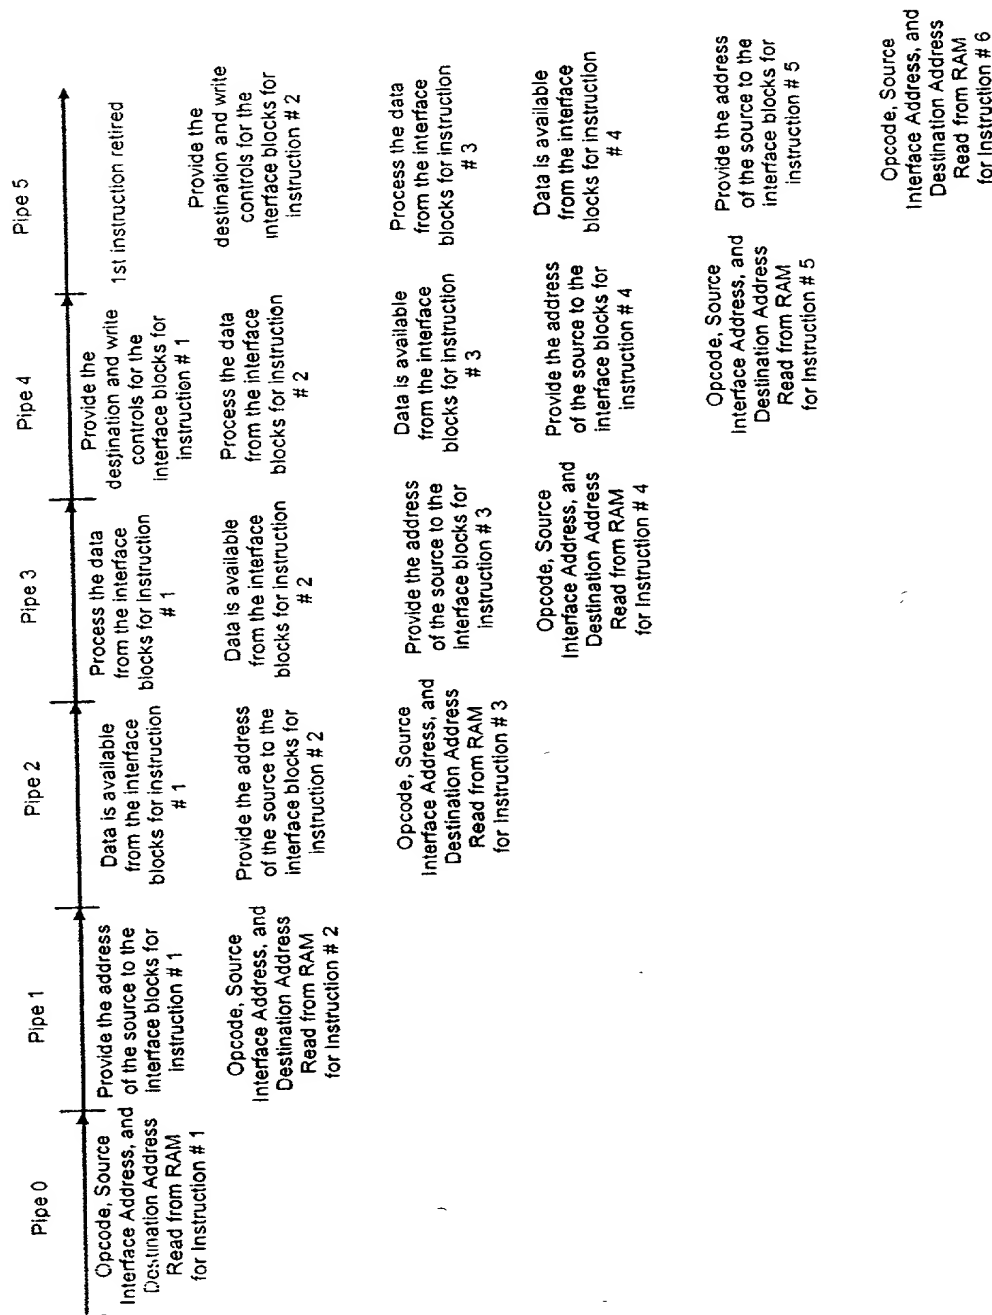 Pipe 0
Pipe 1
Pipe 2
Pipe 3
Pipe 4
Pipe 5
Opcode, Source
Interface Address, and
Destination Address
Read from RAM
for Instruction # 1
Provide the address
of the source to the
interface blocks for
instruction # 1
Data is available
from the interface
blocks for instruction
# 1
Process the data
from the interface
blocks for Instruction
# 1
Provide the
destination and write
controls for the
interface blocks for
instruction # 1
1st instruction retired
Opcode, Source
Interface Address, and
Destination Address
Read from RAM
for Instruction # 2
Provide the address
of the source to the
interface blocks for
instruction # 2
Data is available
from the interface
blocks for instruction
# 2
Process the data
from the interface
blocks for instruction
# 2
Provide the
destination and write
controls for the
interface blocks for
instruction # 2
Opcode, Source
Interface Address, and
Destination Address
Read from RAM
for Instruction # 3
Provide the address
of the source to the
interface blocks for
instruction # 3
Data is available
from the interface
blocks for instruction
# 3
Process the data
from the interface
blocks for instruction
# 3
Opcode, Source
Interface Address, and
Destination Address
Read from RAM
for Instruction # 4
Provide the address
of the source to the
interface blocks for
instruction # 4
Data is available
from the interface
blocks for instruction
# 4
Opcode, Source
Interface Address, and
Destination Address
Read from RAM
for Instruction # 5
Provide the address
of the source to the
interface blocks for
instruction # 5
Opcode, Source
Interface Address, and
Destination Address
Read from RAM
for Instruction # 6